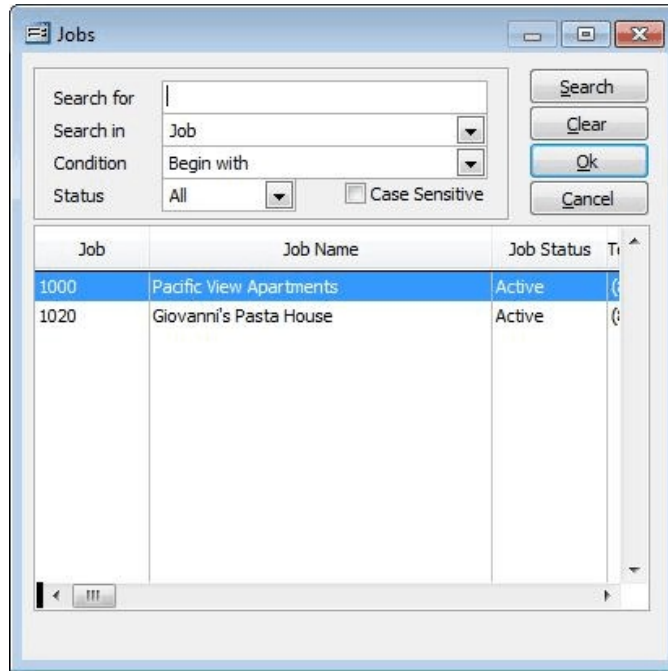 Jobs
Search for
Search
Search in Job
Clear
Condition Begin with
Ok
Status All Case Sensitive
Cancel
Job Job Name Job Status
1000 Pacific View Apartments Active
1020 Giovanni's Pasta House Active